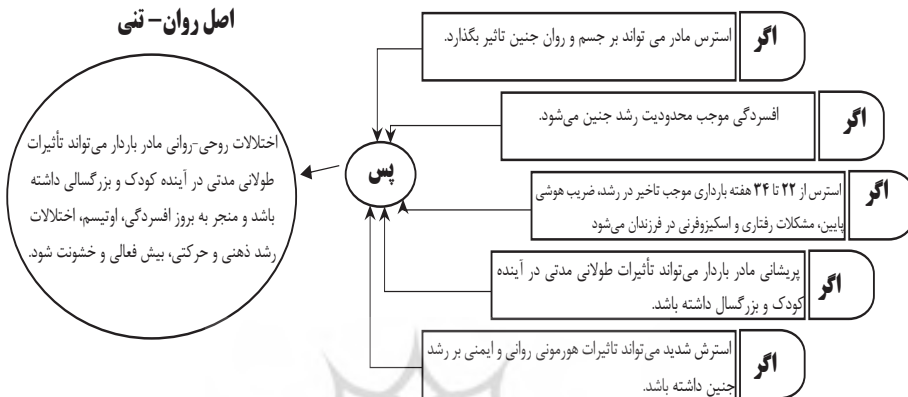 اصل روان- تنی
اگر
استرس مادر می تواند بر جسم و روان جنین تاثیر بگذارد.
اگر
افسردگی موجب محدودیت رشد جنین می‌شود.
اگر
استرس از ۲۲ تا ۳۴ هفته بارداری موجب تاخیر در رشد، ضریب هوشی
پایین، مشکلات رفتاری و اسکیزوفرنی در فرزندان می‌شود
اگر
پریشانی مادر باردار می‌تواند تأثیرات طولانی مدتی در آینده
کودک و بزرگسال داشته باشد.
اگر
استرش شدید می‌تواند تاثیرات هورمونی روانی و ایمنی بر رشد
جنین داشته باشد.
پس
اختلالات روحی-روانی مادر باردار می‌تواند تأثیرات
طولانی مدتی در آینده کودک و بزرگسالی داشته
باشد و منجر به بروز افسردگی، اوتیسم، اختلالات
رشد ذهنی و حرکتی، بیش فعالی و خشونت شود.